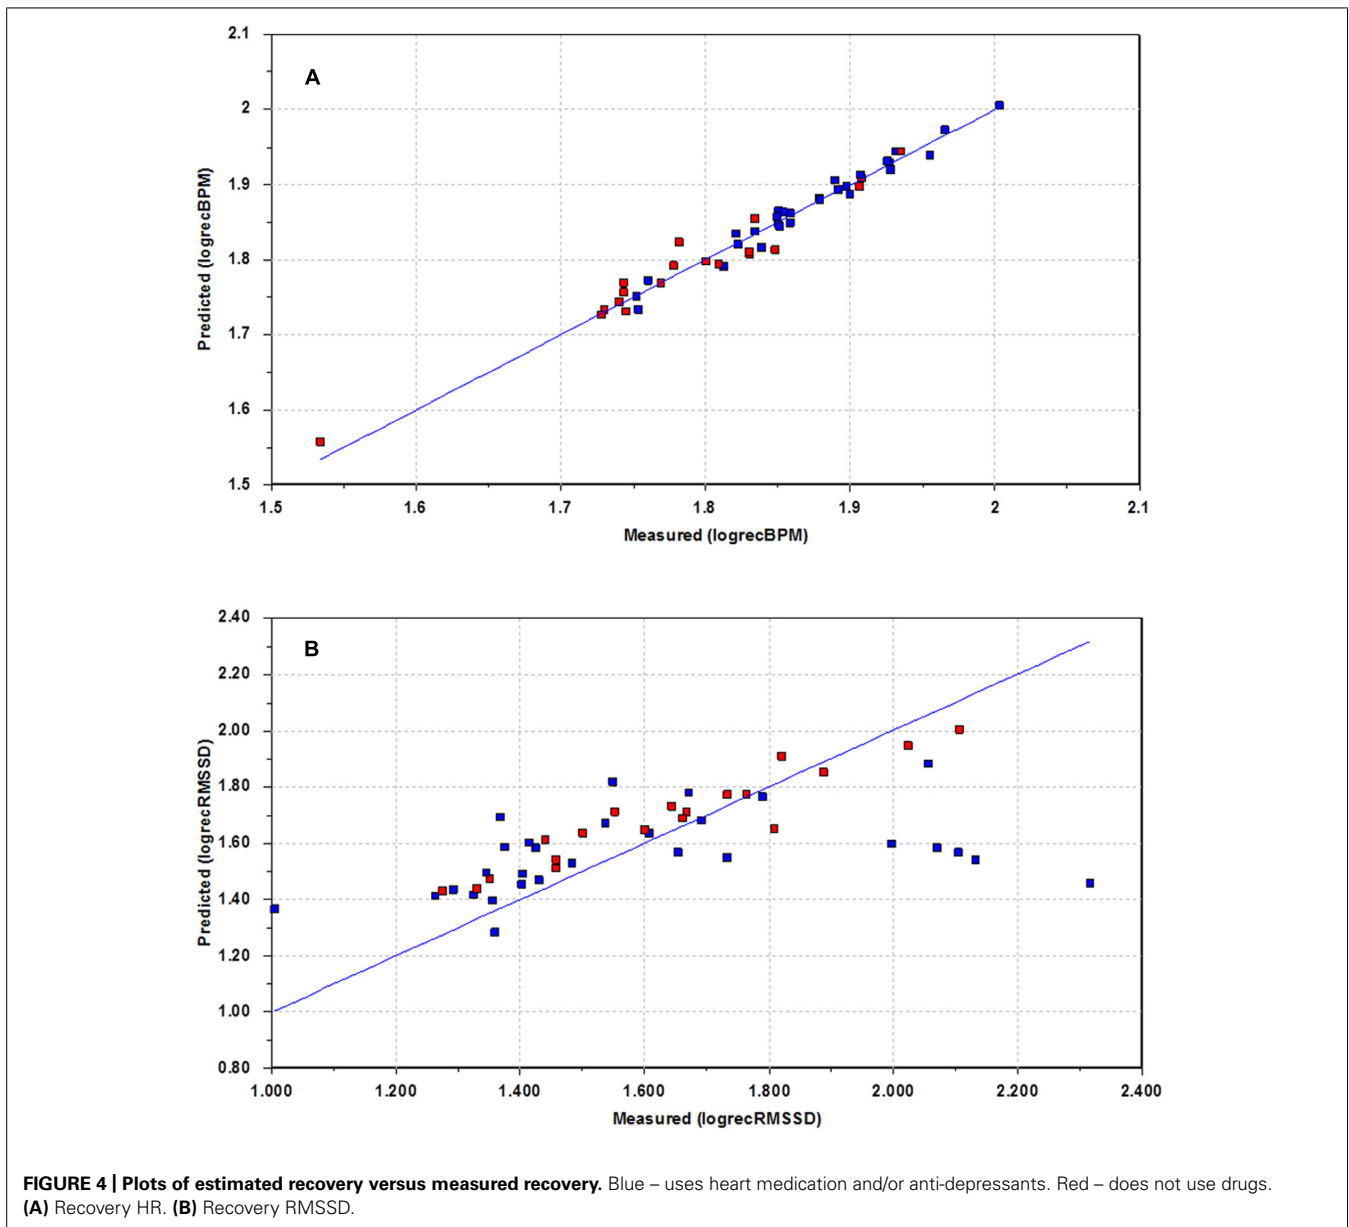 2.1
A
2
1.9
1.8
1.7
1.6
1.5
Predicted (logrecBPM)
1.5 1.6 1.7 1.8 1.9 2 2.1
Measured (logrecBPM)
2.40
B
2.20
2.00
1.80
1.60
1.40
1.20
1.00
0.80
Predicted (logrecRMSSD)
1.000 1.200 1.400 1.600 1.800 2.000 2.200 2.400
Measured (logrecRMSSD)
FIGURE 4 | Plots of estimated recovery versus measured recovery. Blue – uses heart medication and/or anti-depressants. Red – does not use drugs.
(A) Recovery HR. (B) Recovery RMSSD.